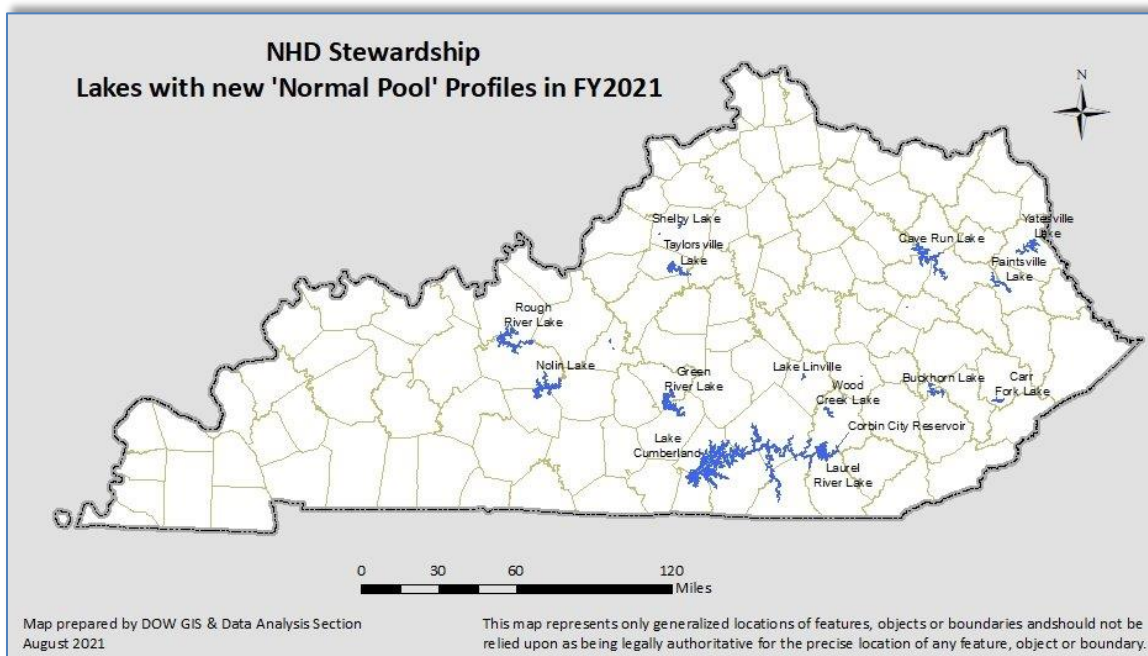 NHD Stewardship
Lakes with new 'Normal Pool' Profiles in FY2021
N
Shelby Lake
Taylorsville
Lake
Cave Run Lake
Yatesville
Lake
Paintsville
Lake
Rough
River Lake
Nolin Lake
Green
River Lake
Lake Linville
Wood
Creek Lake
Buckhorn Lake
Carr
Fork Lake
Corbin City Reservoir
Lake
Cumberland
Laurel
River Lake
0 30 60 120
Miles
Map prepared by DOW GIS & Data Analysis Section
August 2021
This map represents only generalized locations of features, objects or boundaries andshould not be
relied upon as being legally authoritative for the precise location of any feature, object or boundary.